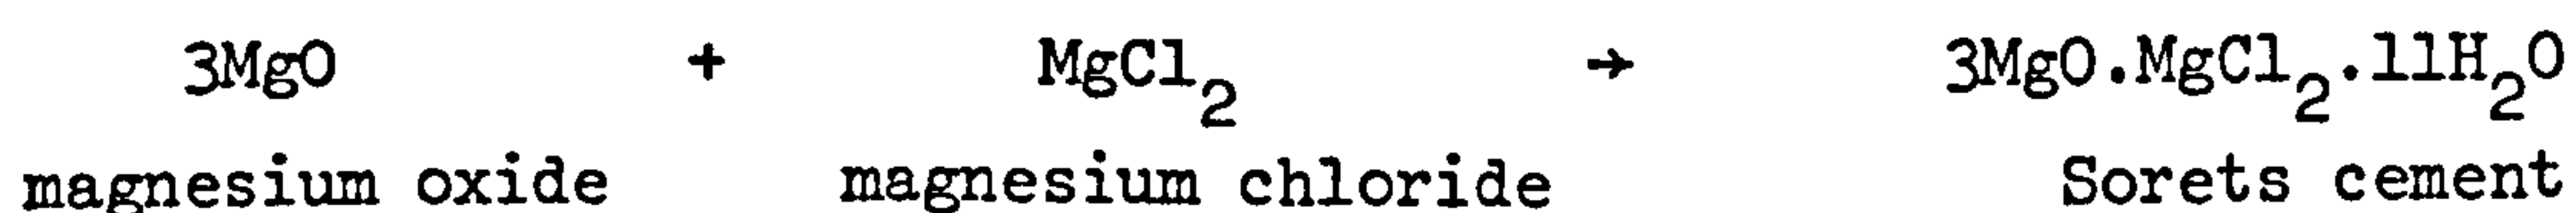 3MgO + MgCl₂ → 3MgO.MgCl₂.11H₂O
magnesium oxide magnesium chloride Sorets cement